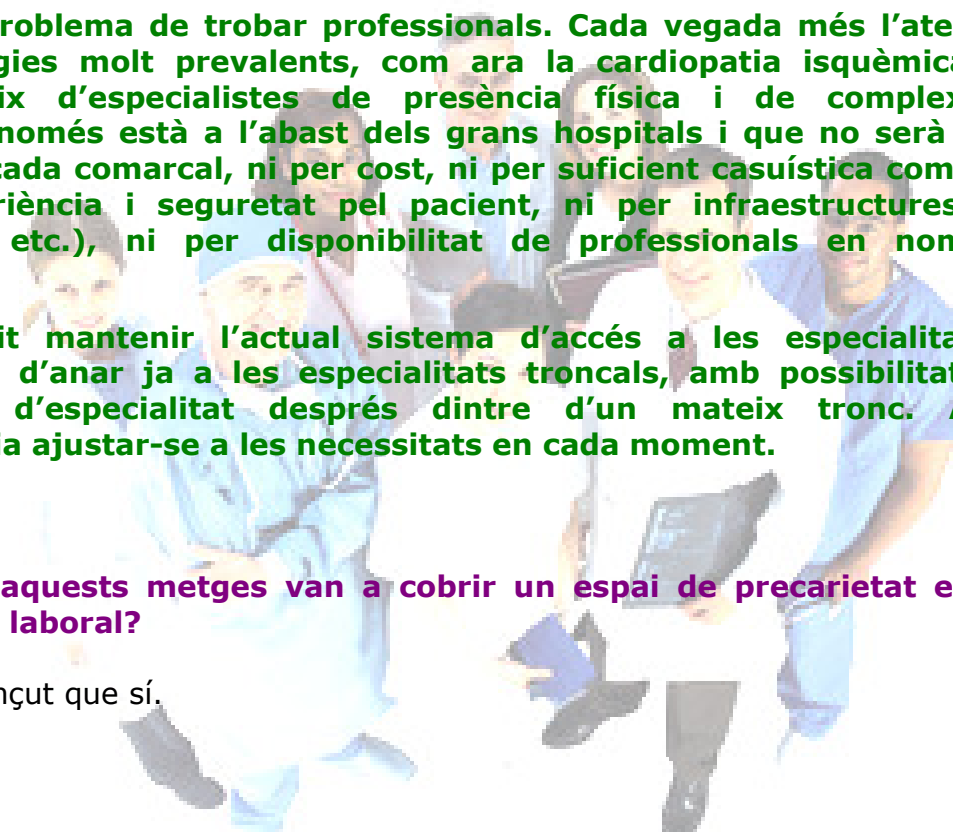 roblema de trobar professionals. Cada vegada més l’ate
gies molt prevalents, com ara la cardiopatia isquèmica
ix d’especialistes de presència física i de complex
només està a l’abast dels grans hospitals i que no serà
cada comarcal, ni per cost, ni per suficient casuística com
riència i seguretat pel pacient, ni per infraestructures
etc.), ni per disponibilitat de professionals en nom
it mantenir l’actual sistema d’accés a les especialita
d’anar ja a les especialitats troncals, amb possibilitat
d’especialitat després dintre d’un mateix tronc. A
ia ajustar-se a les necessitats en cada moment.
aquests metges van a cobrir un espai de precarietat e
laboral?
nçut que sí.